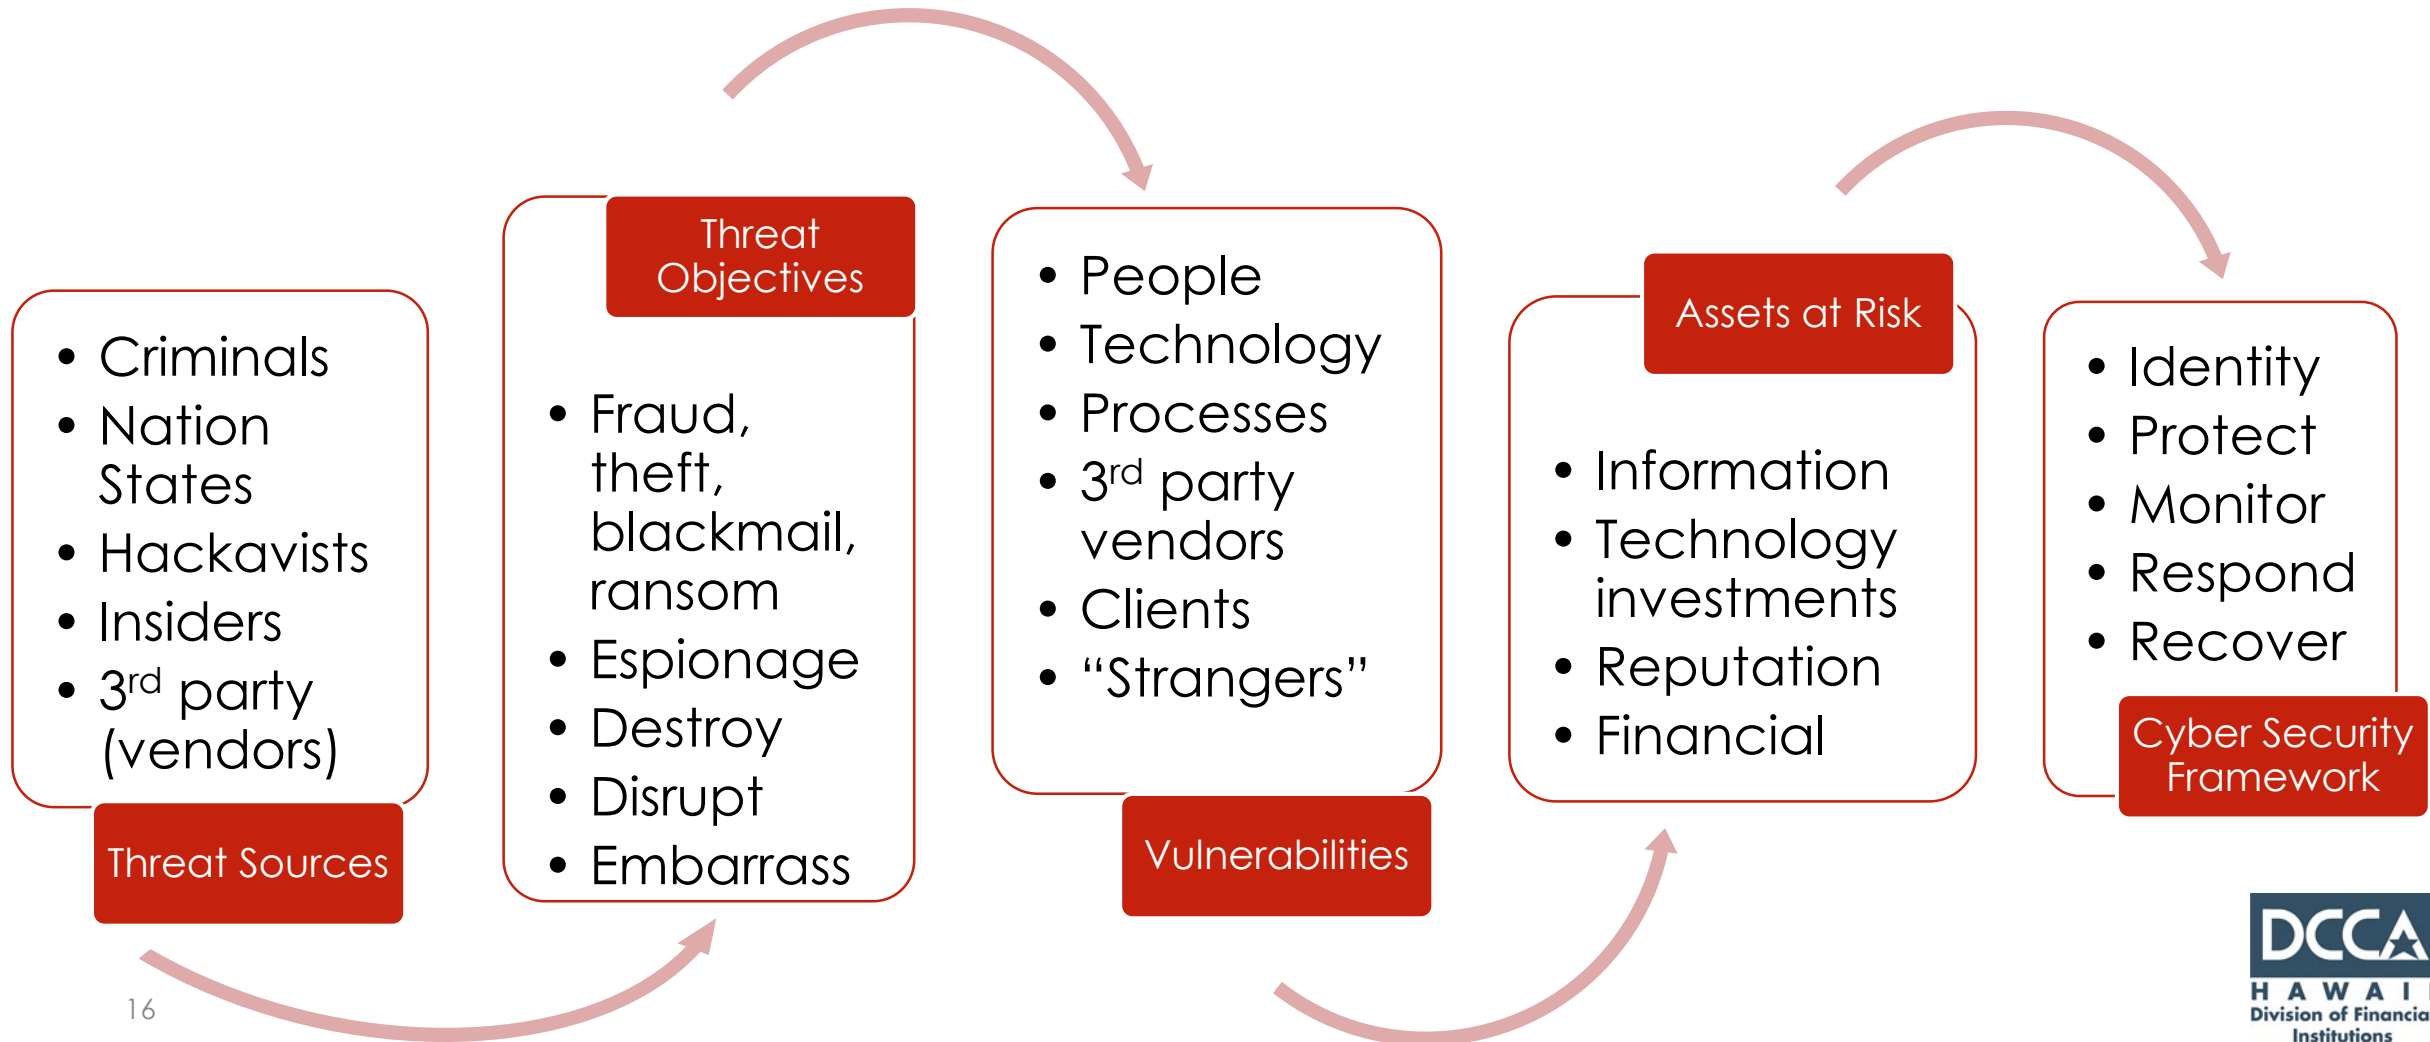 • Criminals
• Nation
States
• Hackavists
• Insiders
• 3rd party
(vendors)
Threat Sources
Threat
Objectives
• Fraud,
theft,
blackmail,
ransom
• Espionage
• Destroy
• Disrupt
• Embarrass
• People
• Technology
• Processes
• 3rd party
vendors
• Clients
• “Strangers”
Vulnerabilities
Assets at Risk
• Information
• Technology
investments
• Reputation
• Financial
• Identity
• Protect
• Monitor
• Respond
• Recover
Cyber Security
Framework
16
DCCA
HAWAII
Division of Financial
Institutions